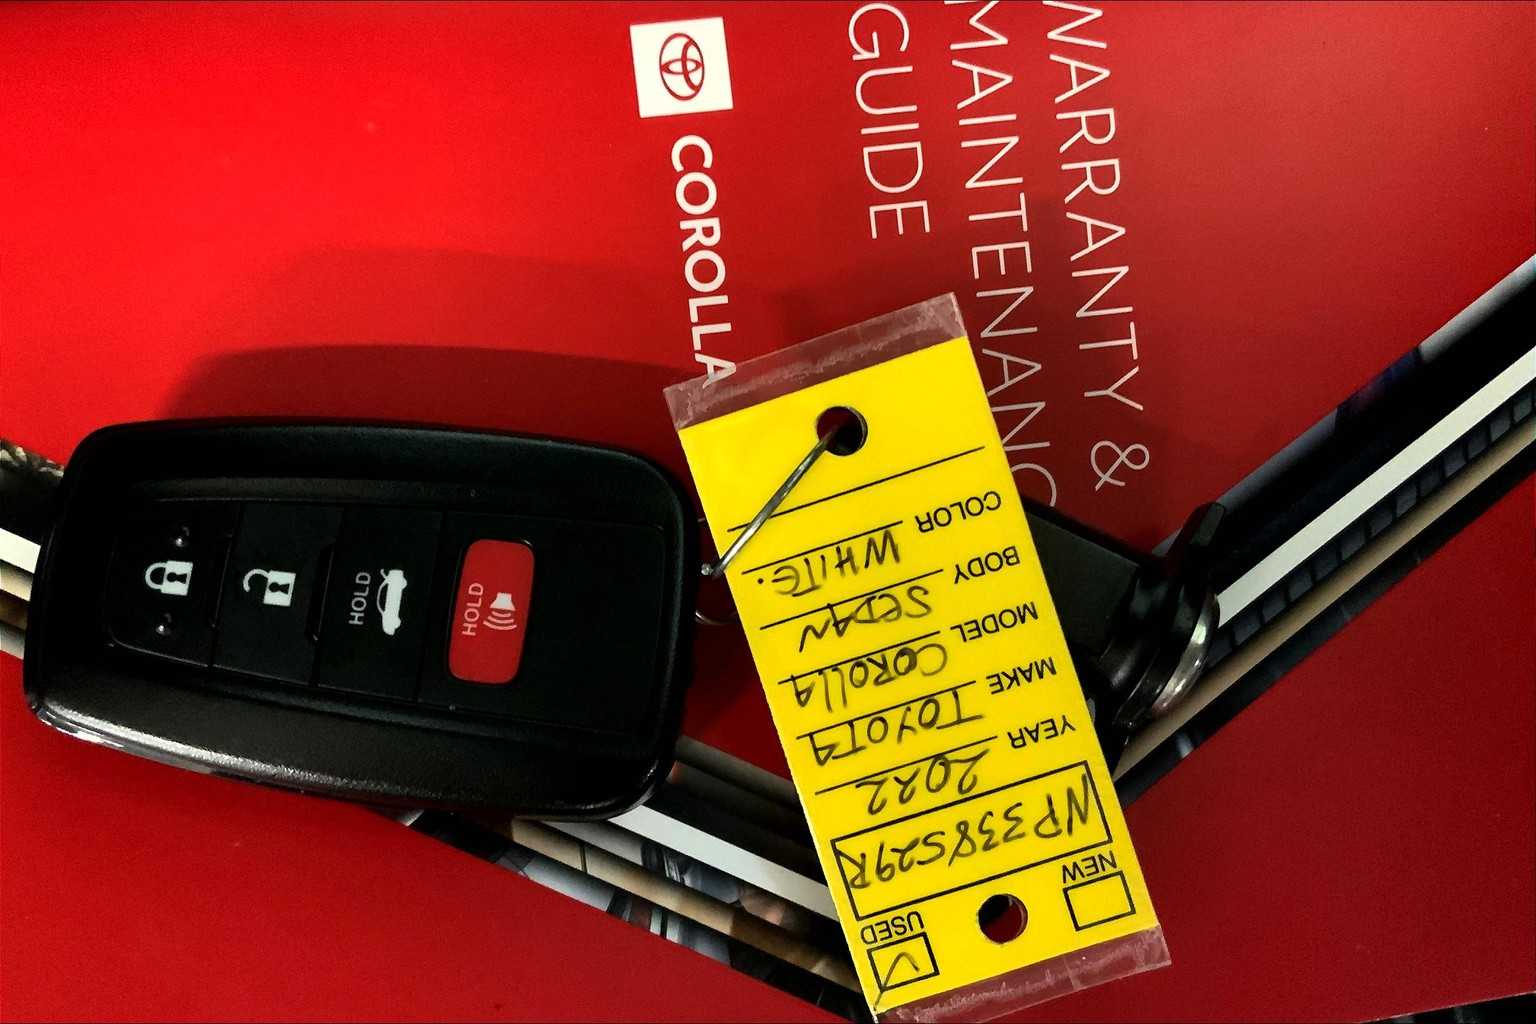 WARRANTY &
MAINTENANC
GUIDE
COROLLA
HOLD
HOLD
NEW USED
NP338529R
YEAR 2022
MAKE TOYOTA
MODEL COROLLA
BODY SEDAN
COLOR WHITE.